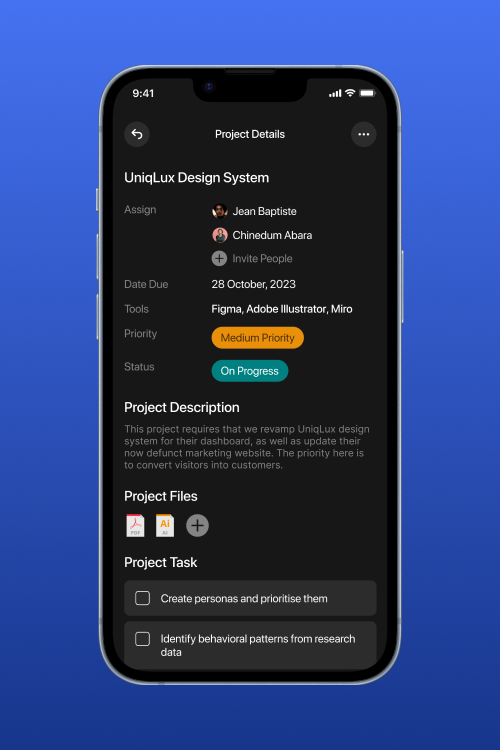 9:41
Project Details
UniqLux Design System
Assign
Jean Baptiste
Chinedum Abara
Invite People
Date Due
28 October, 2023
Tools
Figma, Adobe Illustrator, Miro
Priority
Medium Priority
Status
On Progress
Project Description
This project requires that we revamp UniqLux design
system for their dashboard, as well as update their
now defunct marketing website. The priority here is
to convert visitors into customers.
Project Files
PDF
Ai
AI
Project Task
Create personas and prioritise them
Identify behavioral patterns from research
data